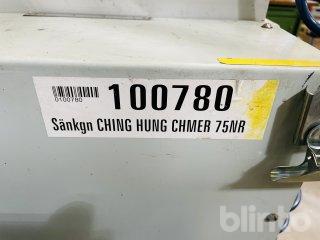 100780
0100780
Sänkgn CHING HUNG CHMER 75NR
blinto